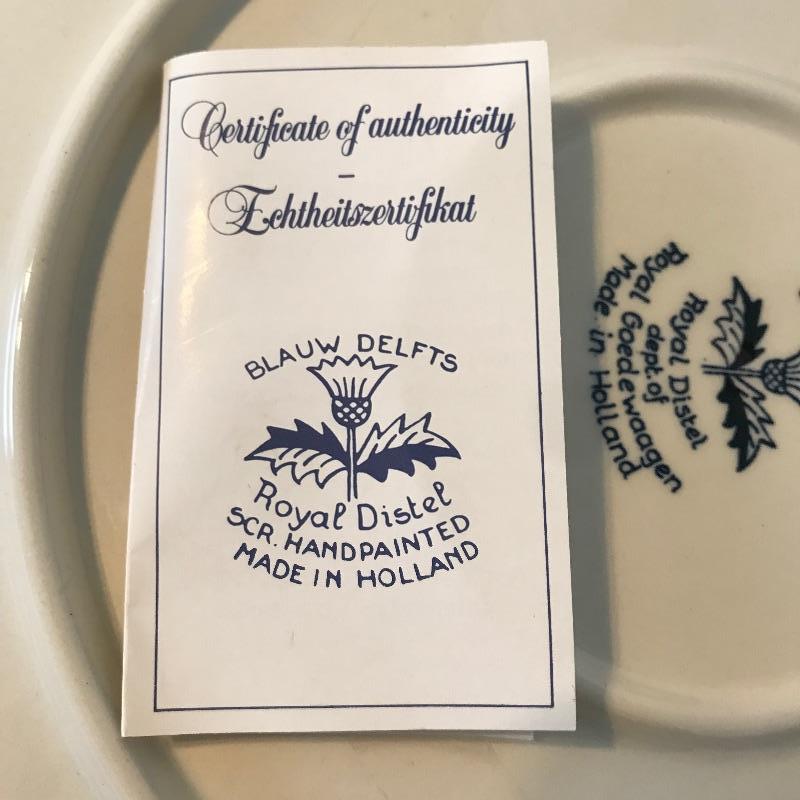 Certificate of authenticity
–
Echtheitszertifikat
BLAUW DELFTS
Royal Distel
SCR. HANDPAINTED
MADE IN HOLLAND
Royal Distel
dept. of
Royal Goedewaagen
Made in Holland